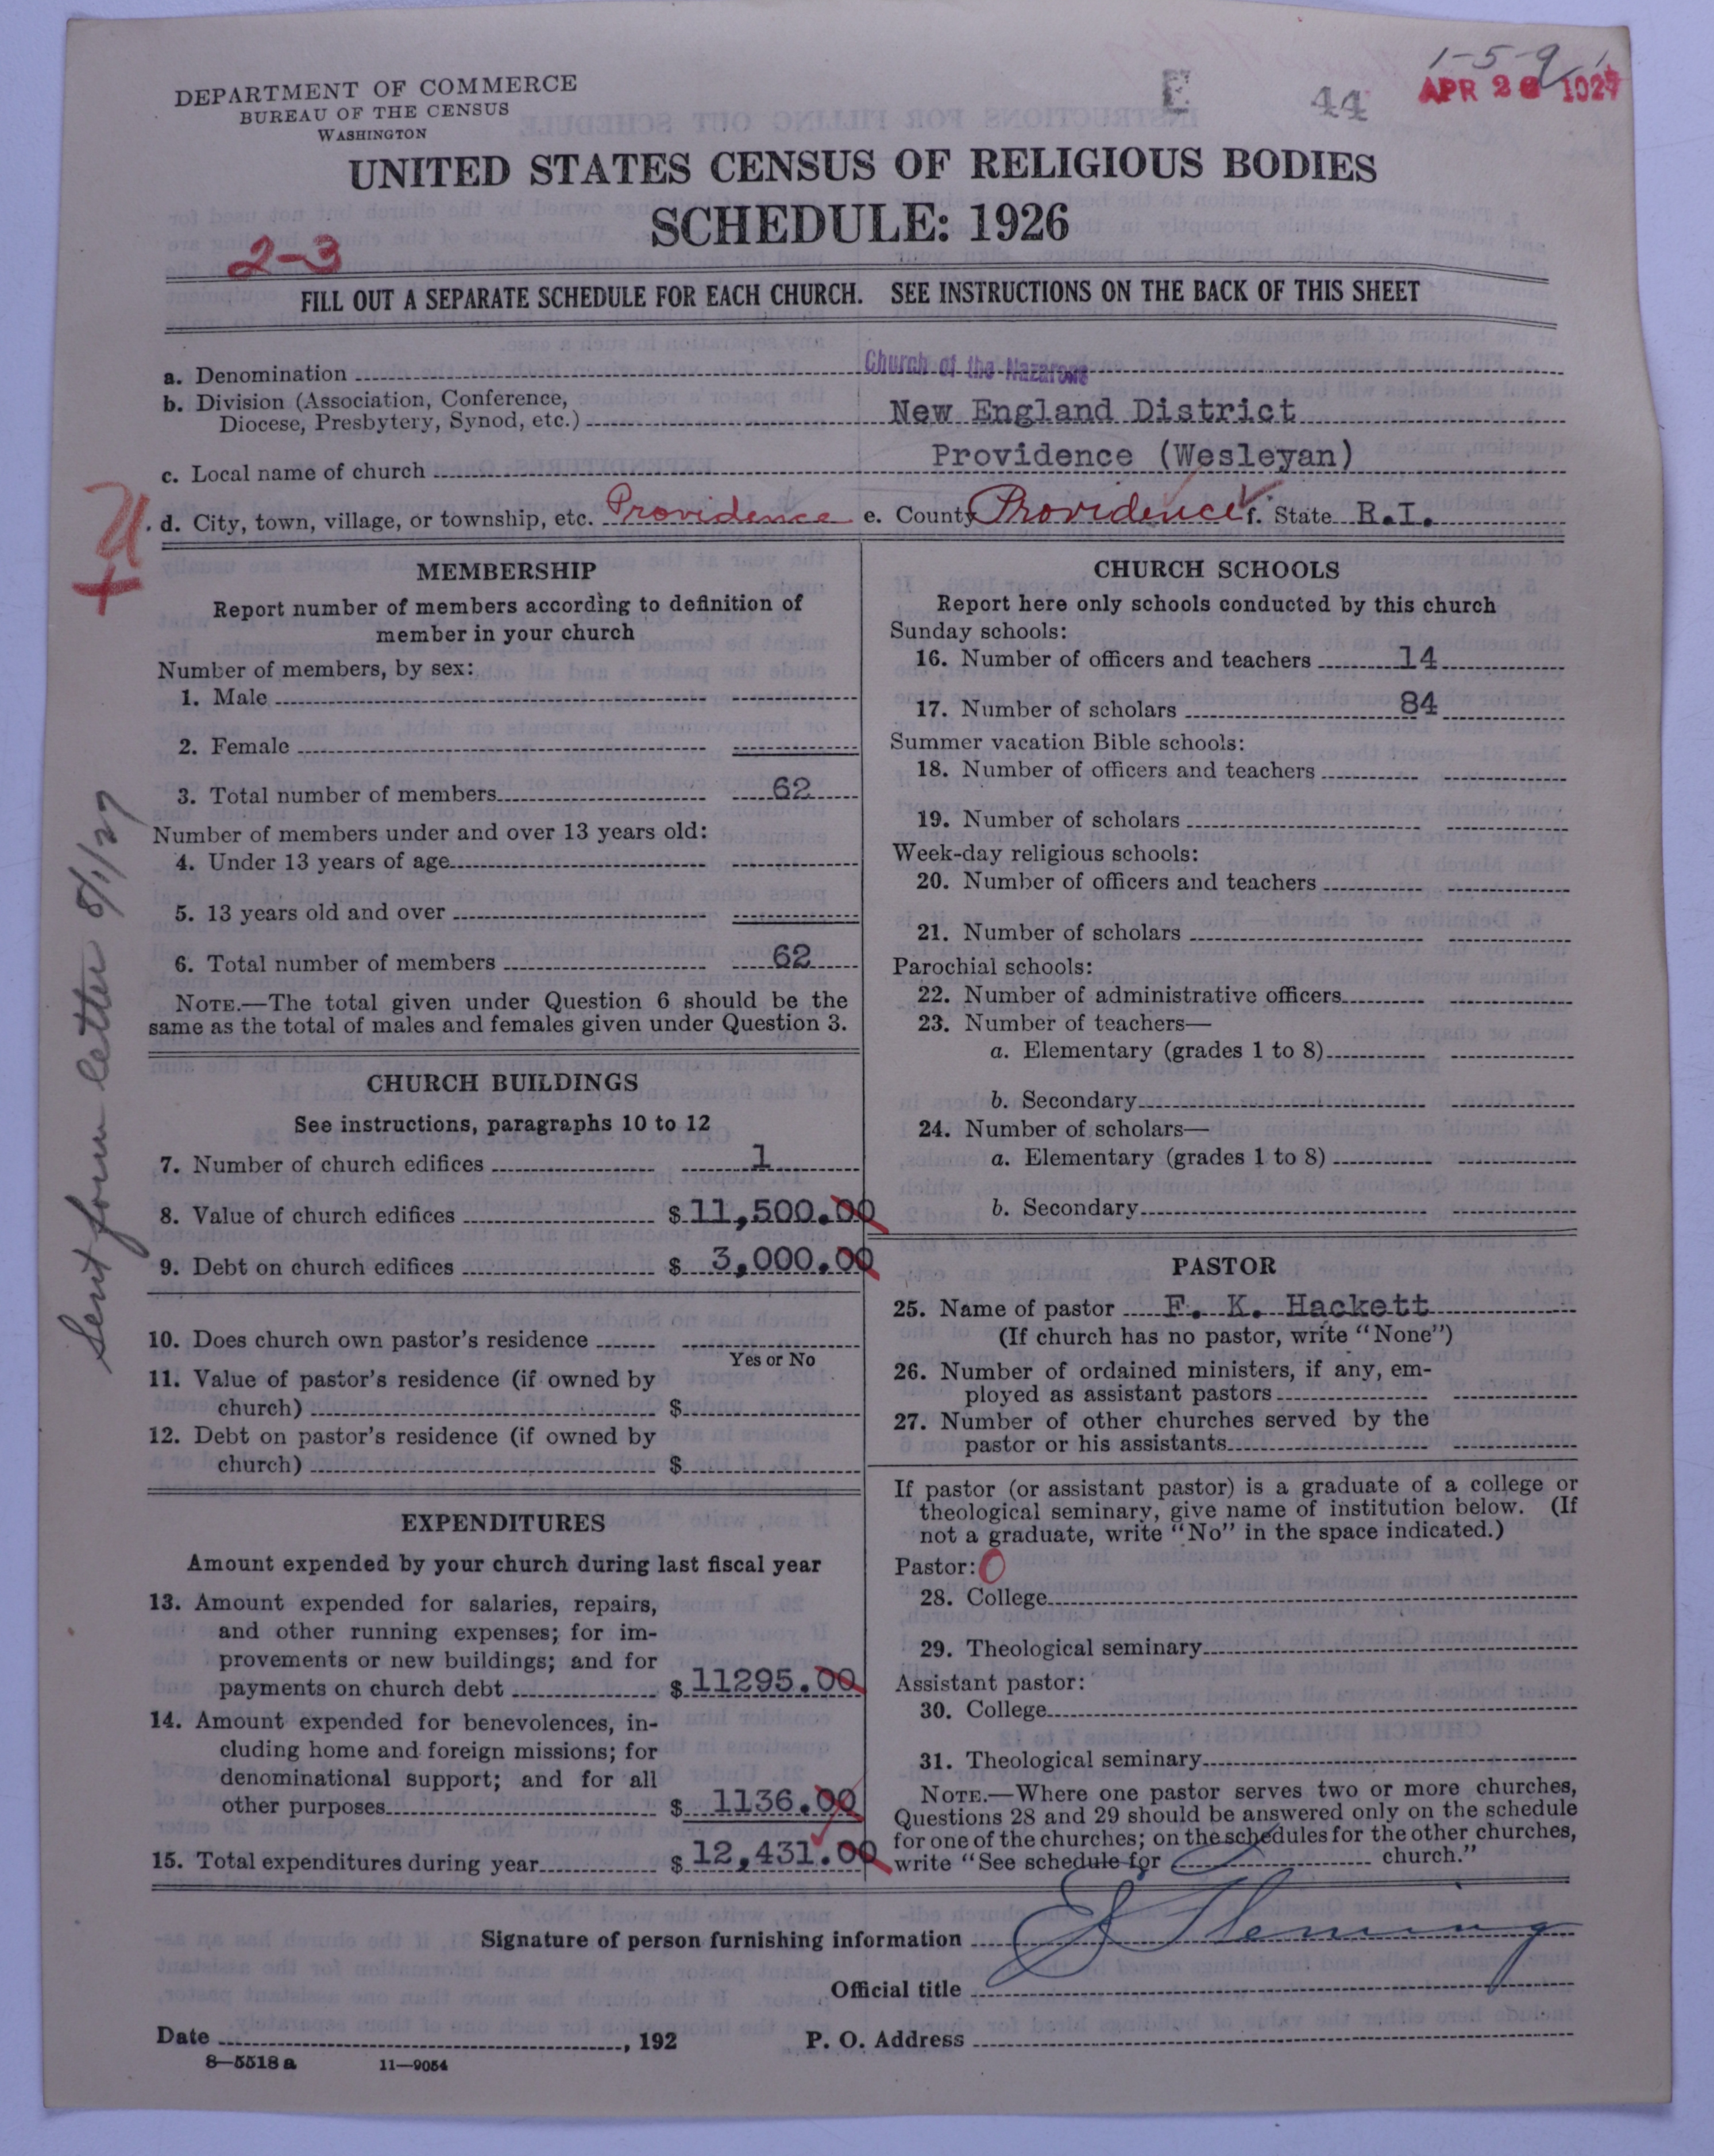 1-5-9
DEPARTMENT OF COMMERCE
BUREAU OF THE CENSUS
WASHINGTON
E 44 APR 28 1927
UNITED STATES CENSUS OF RELIGIOUS BODIES
SCHEDULE: 1926
2-3
FILL OUT A SEPARATE SCHEDULE FOR EACH CHURCH. SEE INSTRUCTIONS ON THE BACK OF THIS SHEET
a. Denomination Church of the Nazarene
b. Division (Association, Conference,
Diocese, Presbytery, Synod, etc.) New England District
c. Local name of church Providence (Wesleyan)
d. City, town, village, or township, etc. Providence e. County Providence f. State R.I.
MEMBERSHIP
Report number of members according to definition of
member in your church
Number of members, by sex:
1. Male
2. Female
3. Total number of members 62
Number of members under and over 13 years old:
4. Under 13 years of age
5. 13 years old and over
6. Total number of members 62
NOTE.—The total given under Question 6 should be the
same as the total of males and females given under Question 3.
CHURCH BUILDINGS
See instructions, paragraphs 10 to 12
7. Number of church edifices 1
8. Value of church edifices $ 11,500.00
9. Debt on church edifices $ 3,000.00
10. Does church own pastor's residence
Yes or No
11. Value of pastor's residence (if owned by
church) $
12. Debt on pastor's residence (if owned by
church) $
EXPENDITURES
Amount expended by your church during last fiscal year
13. Amount expended for salaries, repairs,
and other running expenses; for im-
provements or new buildings; and for
payments on church debt $ 11295.00
14. Amount expended for benevolences, in-
cluding home and foreign missions; for
denominational support; and for all
other purposes $ 1136.00
15. Total expenditures during year $ 12,431.00
Sent form letter 8/1/27
CHURCH SCHOOLS
Report here only schools conducted by this church
Sunday schools:
16. Number of officers and teachers 14
17. Number of scholars 84
Summer vacation Bible schools:
18. Number of officers and teachers
19. Number of scholars
Week-day religious schools:
20. Number of officers and teachers
21. Number of scholars
Parochial schools:
22. Number of administrative officers
23. Number of teachers—
a. Elementary (grades 1 to 8)
b. Secondary
24. Number of scholars—
a. Elementary (grades 1 to 8)
b. Secondary
PASTOR
25. Name of pastor F. K. Hackett
(If church has no pastor, write "None")
26. Number of ordained ministers, if any, em-
ployed as assistant pastors
27. Number of other churches served by the
pastor or his assistants
If pastor (or assistant pastor) is a graduate of a college or
theological seminary, give name of institution below. (If
not a graduate, write "No" in the space indicated.)
Pastor: 0
28. College
29. Theological seminary
Assistant pastor:
30. College
31. Theological seminary
NOTE.—Where one pastor serves two or more churches,
Questions 28 and 29 should be answered only on the schedule
for one of the churches; on the schedules for the other churches,
write "See schedule for church."
Signature of person furnishing information E J Fleming
Official title
Date , 192 P. O. Address
8—5518 a 11—9054